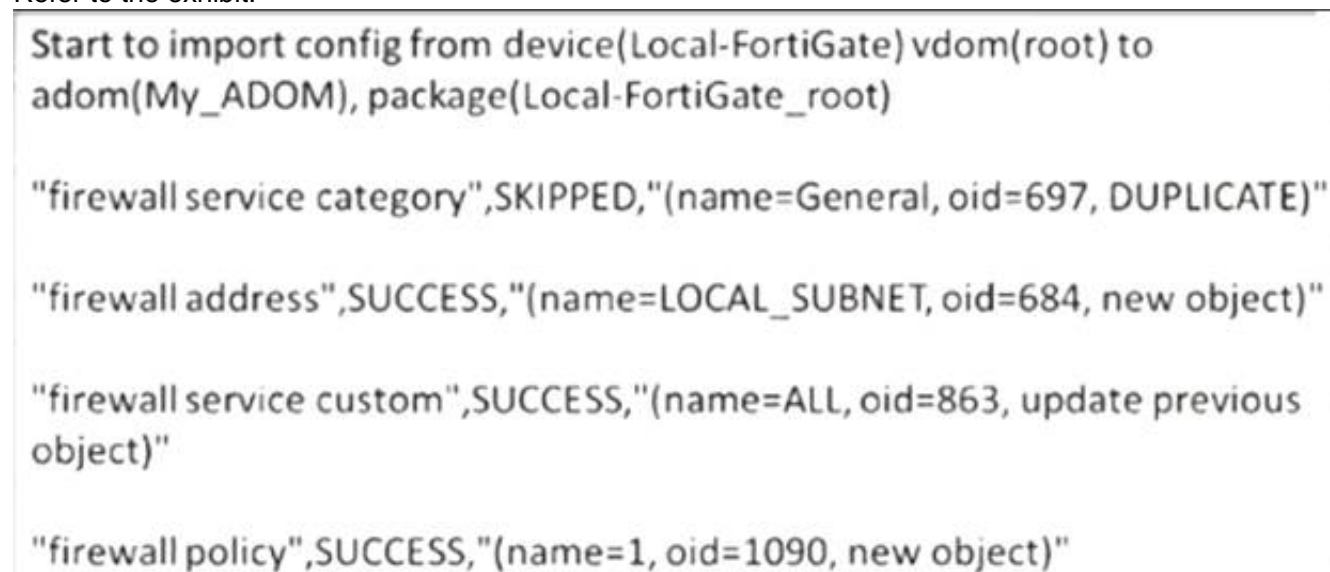 Refer to the exhibit.
Start to import config from device(Local-FortiGate) vdom(root) to
adom(My_ADOM), package(Local-FortiGate_root)
"firewall service category",SKIPPED,"(name=General, oid=697, DUPLICATE)"
"firewall address",SUCCESS,"(name=LOCAL_SUBNET, oid=684, new object)"
"firewall service custom",SUCCESS,"(name=ALL, oid=863, update previous
object)"
"firewall policy",SUCCESS,"(name=1, oid=1090, new object)"